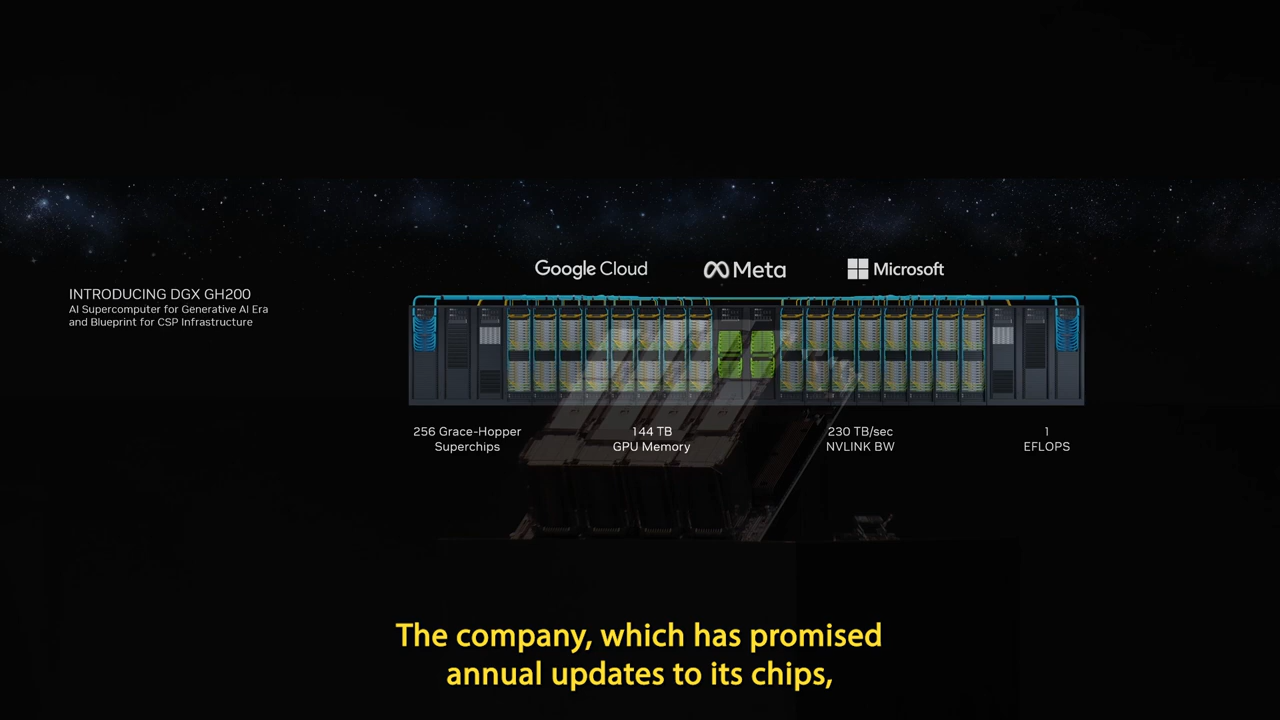 Google Cloud
Meta
Microsoft
INTRODUCING DGX GH200
AI Supercomputer for Generative AI Era
and Blueprint for CSP Infrastructure
256 Grace-Hopper
Superchips
144 TB
GPU Memory
230 TB/sec
NVLINK BW
1
EFLOPS
The company, which has promised
annual updates to its chips,